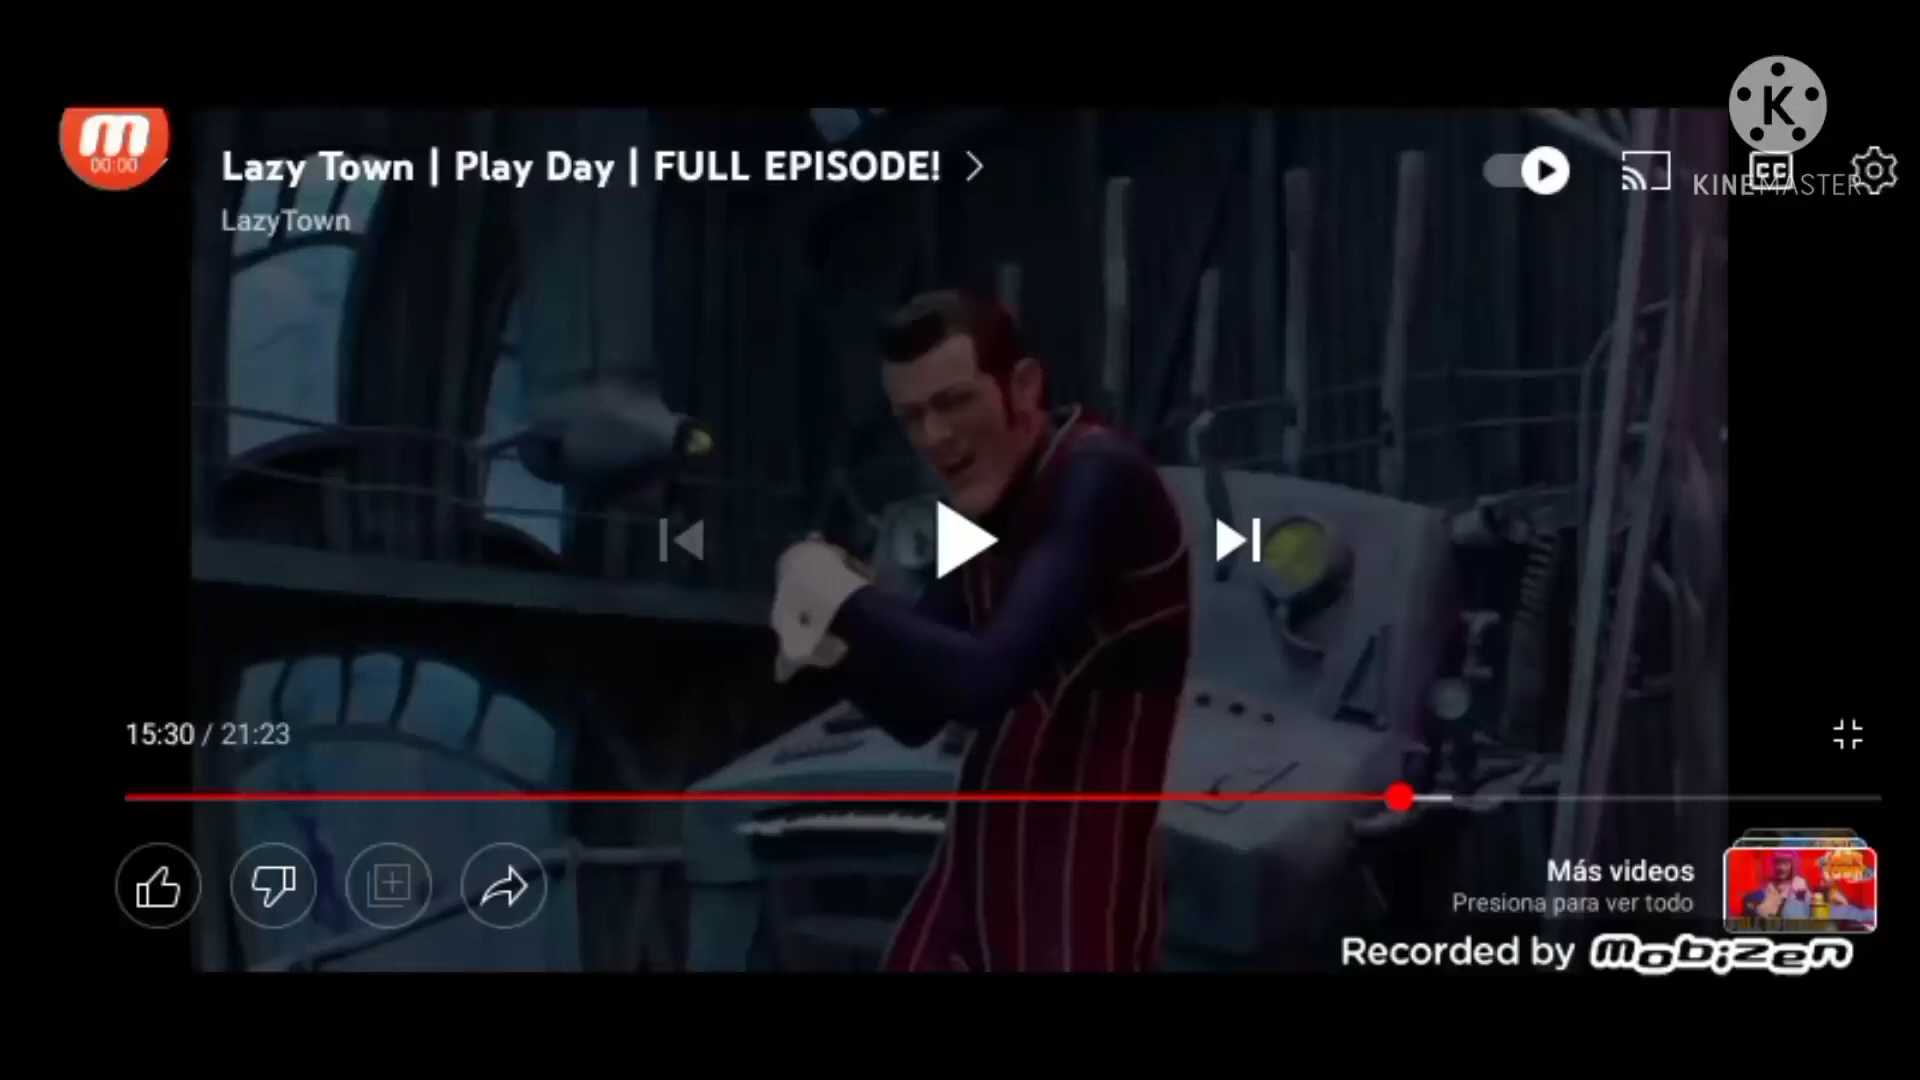 m
00:00
Lazy Town | Play Day | FULL EPISODE!
LazyTown
K
CC
KINEMASTER
15:30 / 21:23
Más videos
Presiona para ver todo
Recorded by mobizen